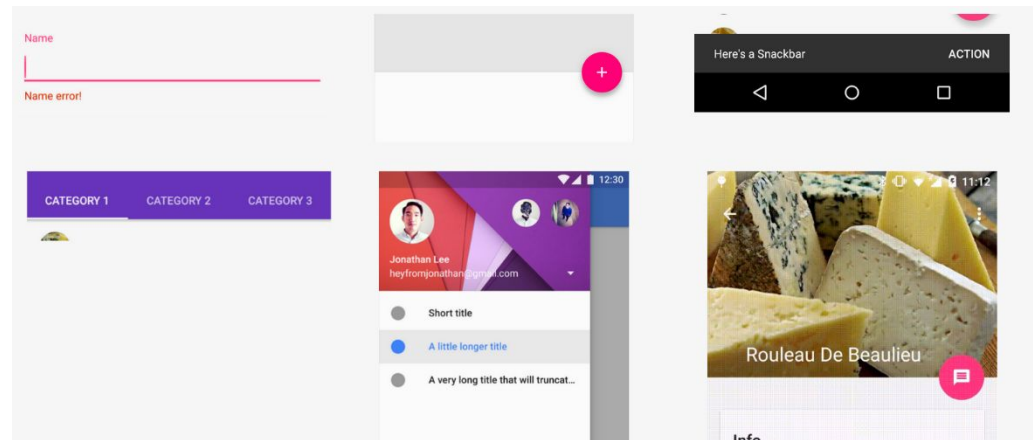 Name
Name error!
+
Here's a Snackbar ACTION
CATEGORY 1 CATEGORY 2 CATEGORY 3
12:30
Jonathan Lee
heyfromjonathan@gmail.com
Short title
A little longer title
A very long title that will truncat...
11:12
Rouleau De Beaulieu
Info